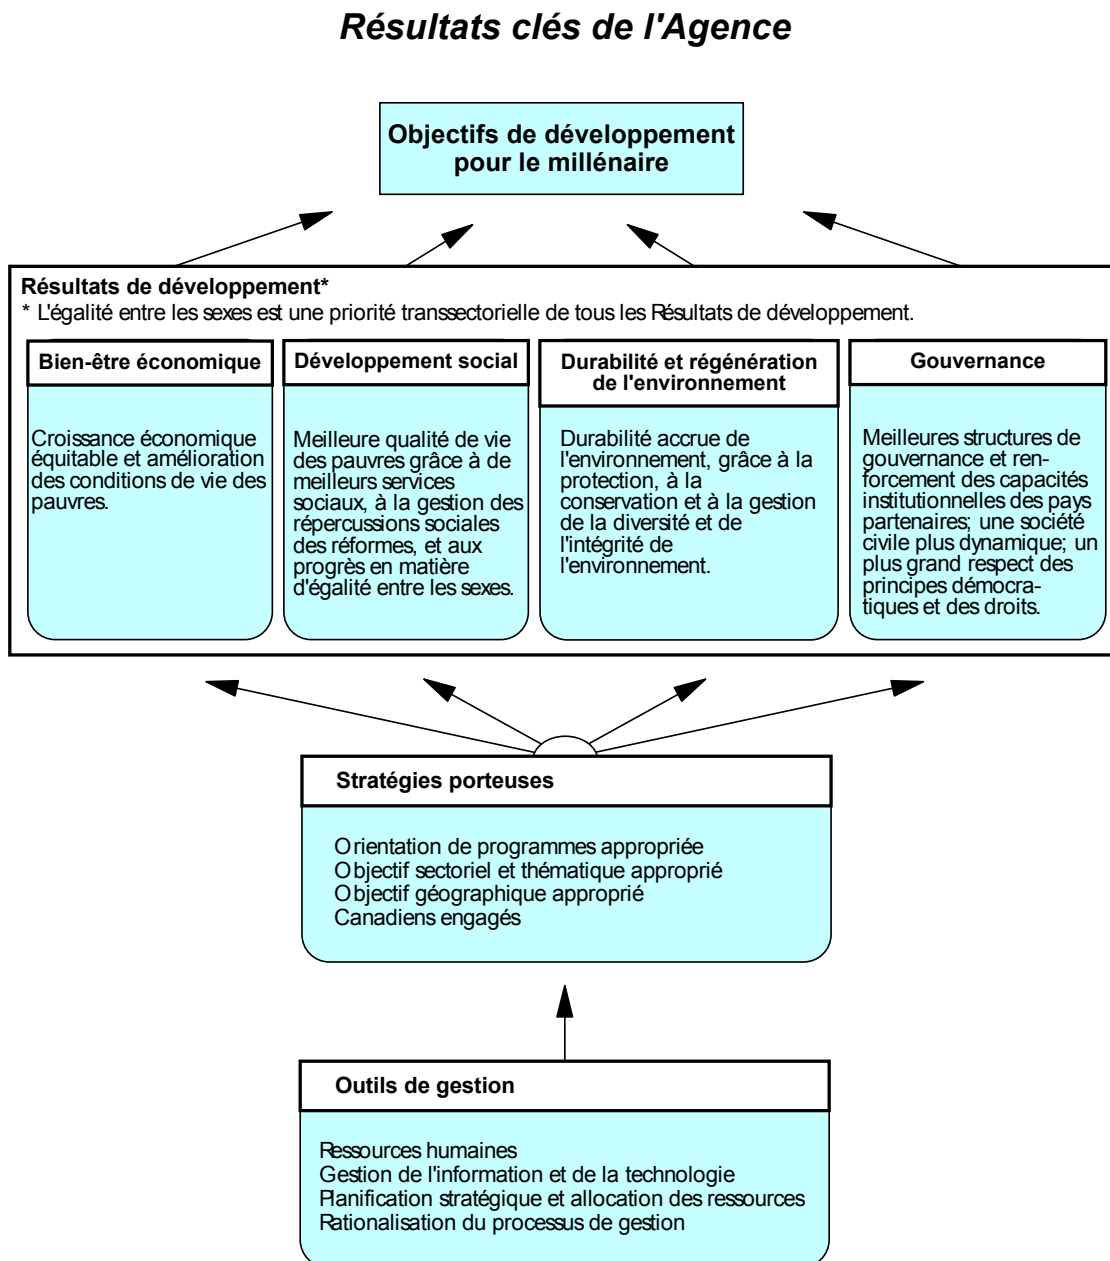 Résultats clés de l'Agence
Objectifs de développement
pour le millénaire
Résultats de développement*
* L'égalité entre les sexes est une priorité transsectorielle de tous les Résultats de développement.
Bien-être économique
Croissance économique
équitable et amélioration
des conditions de vie des
pauvres.
Développement social
Meilleure qualité de vie
des pauvres grâce à de
meilleurs services
sociaux, à la gestion des
répercussions sociales
des réformes, et aux
progrès en matière
d'égalité entre les sexes.
Durabilité et régénération
de l'environnement
Durabilité accrue de
l'environnement, grâce à la
protection, à la
conservation et à la gestion
de la diversité et de
l'intégrité de
l'environnement.
Gouvernance
Meilleures structures de
gouvernance et ren-
forcement des capacités
institutionnelles des pays
partenaires; une société
civile plus dynamique; un
plus grand respect des
principes démocra-
tiques et des droits.
Stratégies porteuses
Orientation de programmes appropriée
Objectif sectoriel et thématique approprié
Objectif géographique approprié
Canadiens engagés
Outils de gestion
Ressources humaines
Gestion de l'information et de la technologie
Planification stratégique et allocation des ressources
Rationalisation du processus de gestion